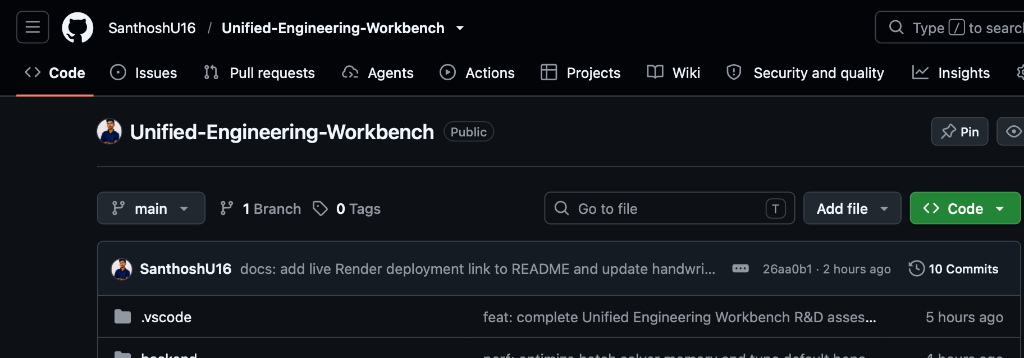 SanthoshU16 / Unified-Engineering-Workbench
Type / to search
Code Issues Pull requests Agents Actions Projects Wiki Security and quality Insights
Unified-Engineering-Workbench Public Pin
main 1 Branch 0 Tags Go to file T Add file Code
SanthoshU16 docs: add live Render deployment link to README and update handwri... 26aa0b1 · 2 hours ago 10 Commits
.vscode feat: complete Unified Engineering Workbench R&D asses... 5 hours ago
backend